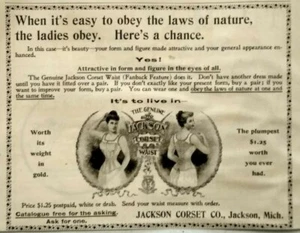 When it's easy to obey the laws of nature,
the ladies obey. Here's a chance.
In this case—it's beauty—your form and figure made attractive and your general appearance en-
hanced.
Yes!
Attractive in form and figure in the eyes of all.
The Genuine Jackson Corset Waist (Fanback Feature) does it. Don't have another dress made
until you have it fitted over a pair. If you don't exactly like your present form, buy a pair; if you
want to improve your form, buy a pair. You can wear one and obey the laws of nature at one and
the same time.
It's to live in—
THE GENUINE
JACKSON
CORSET
WAIST
Worth
its
weight
in
gold.
The plumpest
$1.25
worth
you ever
had.
Price $1.25 postpaid, white or drab. Send your waist measure with order.
Catalogue free for the asking.
Ask for one.
JACKSON CORSET CO., Jackson, Mich.